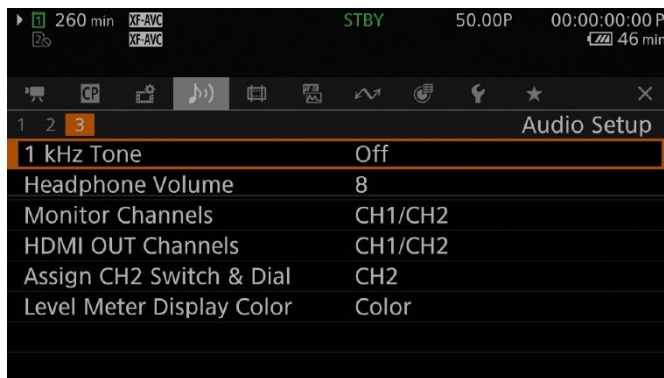 1 260 min XF-AVC STBY 50.00P 00:00:00:00 P
2 XF-AVC 46 min
CP
1 2 3 Audio Setup
1 kHz Tone Off
Headphone Volume 8
Monitor Channels CH1/CH2
HDMI OUT Channels CH1/CH2
Assign CH2 Switch & Dial CH2
Level Meter Display Color Color